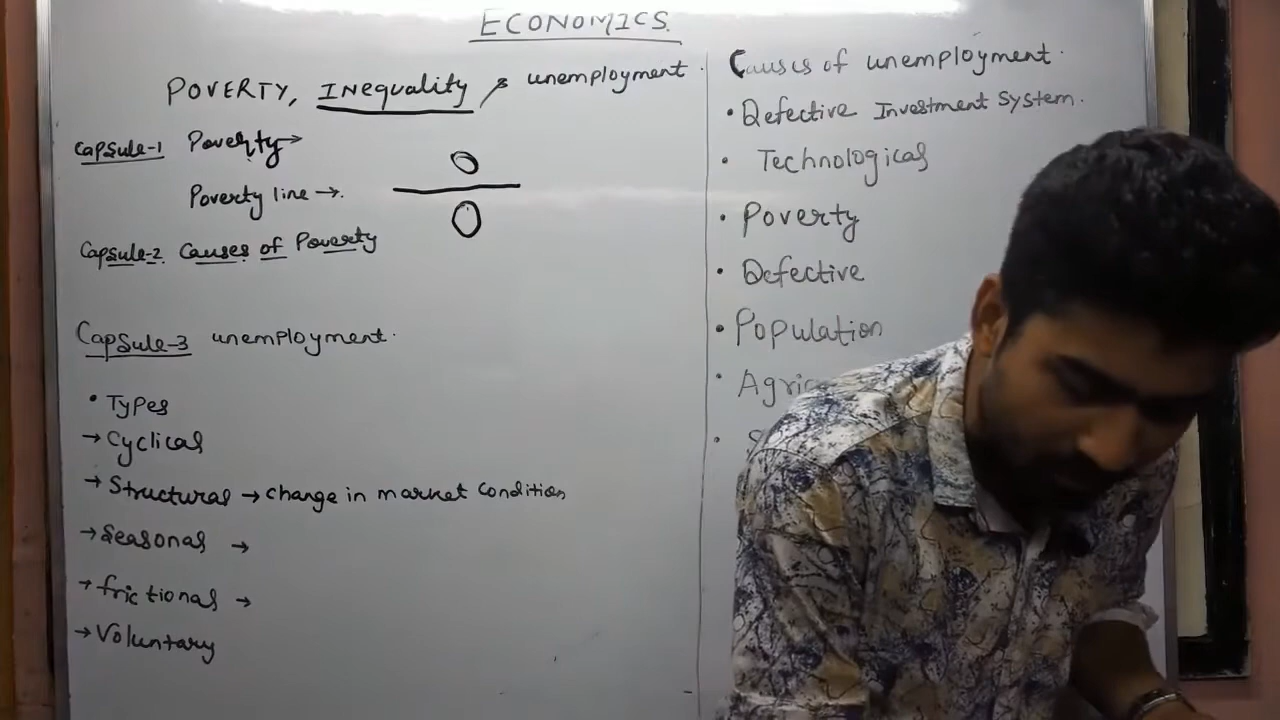 ECONOMICS.
POVERTY, INEquality, & unemployment.
Capsule-1 Poverty→
Poverty line →.
Capsule-2 Causes of Poverty
Capsule-3 unemployment.
• Types
→ Cyclical
→ Structural → change in market Condition
→ Seasonal →
→ frictional →
→ Voluntary
Causes of unemployment.
• Defective Investment System.
• Technological
• Poverty
• Defective
• Population
• Agric